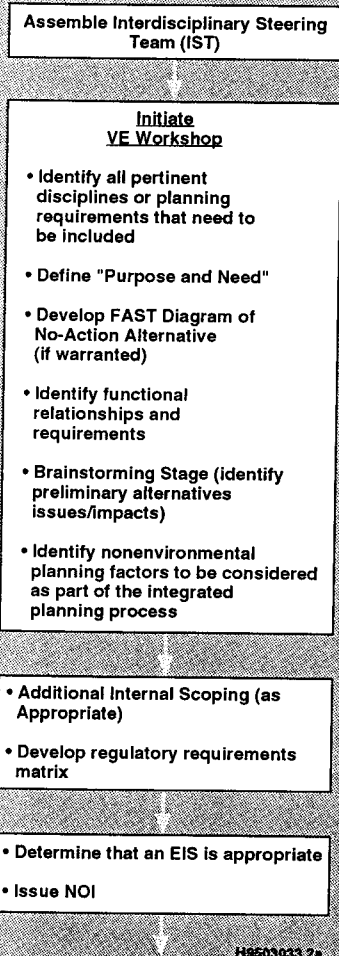 Assemble Interdisciplinary Steering
Team (IST)
Initiate
VE Workshop
• Identify all pertinent
disciplines or planning
requirements that need to
be included
• Define "Purpose and Need"
• Develop FAST Diagram of
No-Action Alternative
(if warranted)
• Identify functional
relationships and
requirements
• Brainstorming Stage (identify
preliminary alternatives
issues/impacts)
• Identify nonenvironmental
planning factors to be considered
as part of the integrated
planning process
• Additional Internal Scoping (as
Appropriate)
• Develop regulatory requirements
matrix
• Determine that an EIS is appropriate
• Issue NOI
H9503033.2a